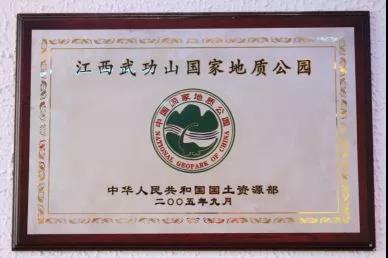 江西武功山国家地质公园
中国国家地质公园
NATIONAL GEOPARK OF CHINA
中华人民共和国国土资源部
二〇〇五年九月